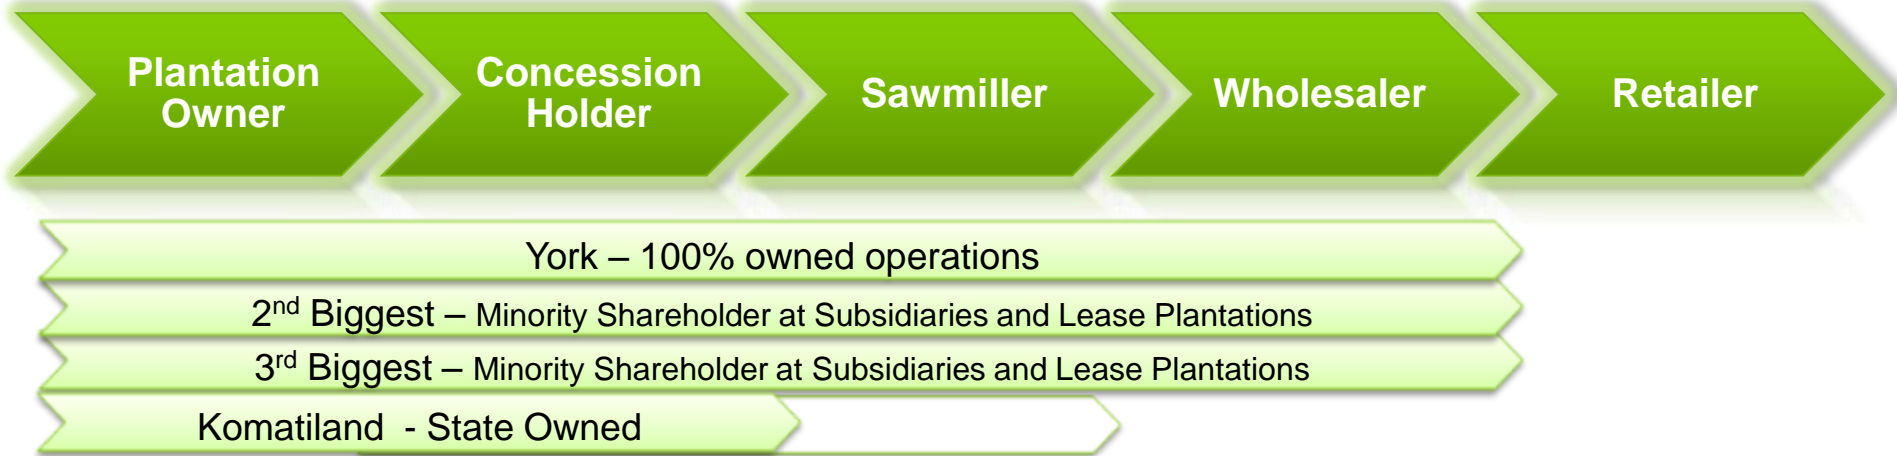 Plantation
Owner
Concession
Holder
Sawmiller
Wholesaler
Retailer
York – 100% owned operations
2nd Biggest – Minority Shareholder at Subsidiaries and Lease Plantations
3rd Biggest – Minority Shareholder at Subsidiaries and Lease Plantations
Komatiland - State Owned